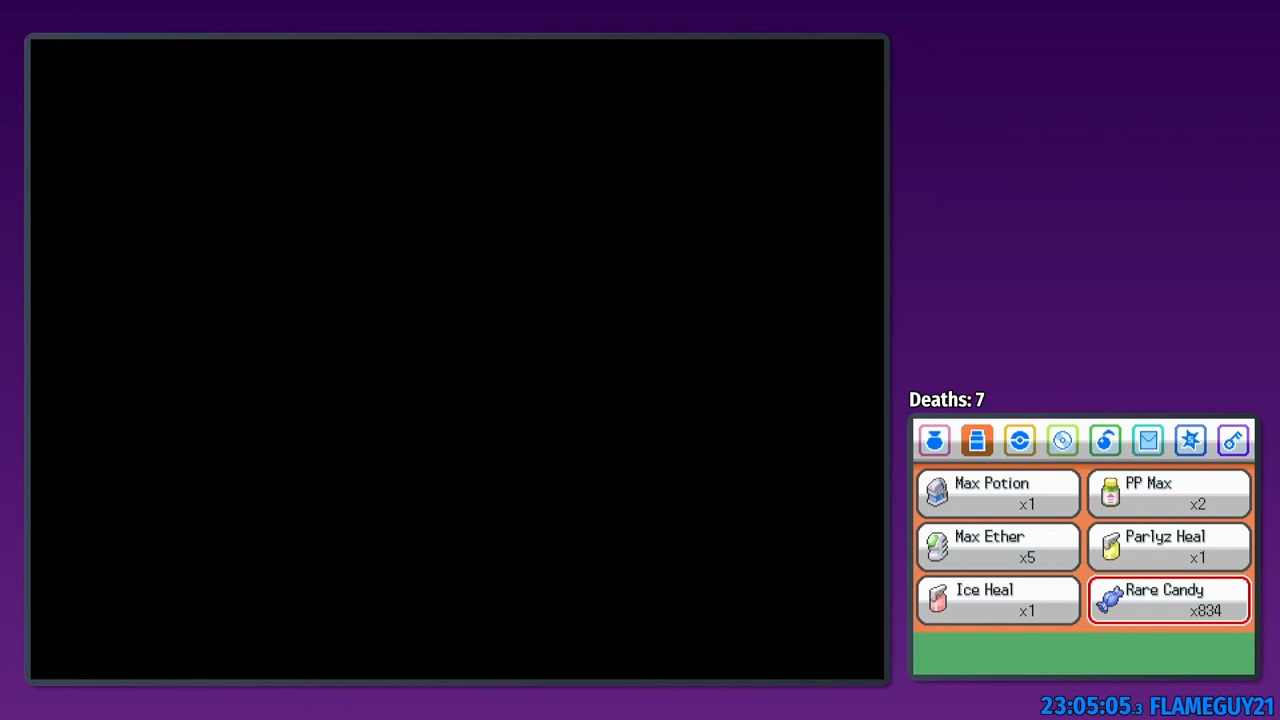 Deaths: 7
Max Potion
x1
PP Max
x2
Max Ether
x5
Parlyz Heal
x1
Ice Heal
x1
Rare Candy
x834
23:05:05.3 FLAMEGUY21